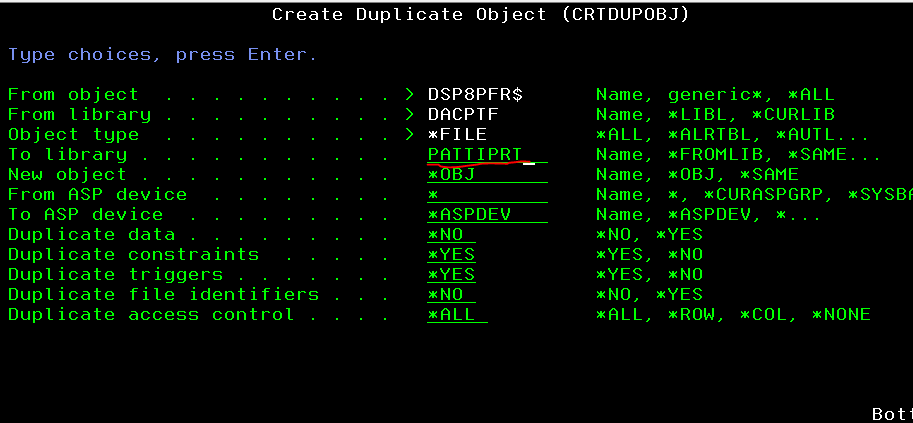 Create Duplicate Object (CRTDUPOBJ)
Type choices, press Enter.
From object . . . . . . . . . . > DSP8PFR$ Name, generic*, *ALL
From library . . . . . . . . . . > DACPTF Name, *LIBL, *CURLIB
Object type . . . . . . . . . . > *FILE *ALL, *ALRTBL, *AUTL...
To library . . . . . . . . . . . PATTIPRT Name, *FROMLIB, *SAME...
New object . . . . . . . . . . . *OBJ Name, *OBJ, *SAME
From ASP device . . . . . . . . * Name, *, *CURASPGRP, *SYSBA
To ASP device . . . . . . . . . *ASPDEV Name, *ASPDEV, *...
Duplicate data . . . . . . . . . *NO *NO, *YES
Duplicate constraints . . . . . *YES *YES, *NO
Duplicate triggers . . . . . . . *YES *YES, *NO
Duplicate file identifiers . . . *NO *NO, *YES
Duplicate access control . . . . *ALL *ALL, *ROW, *COL, *NONE
Bott